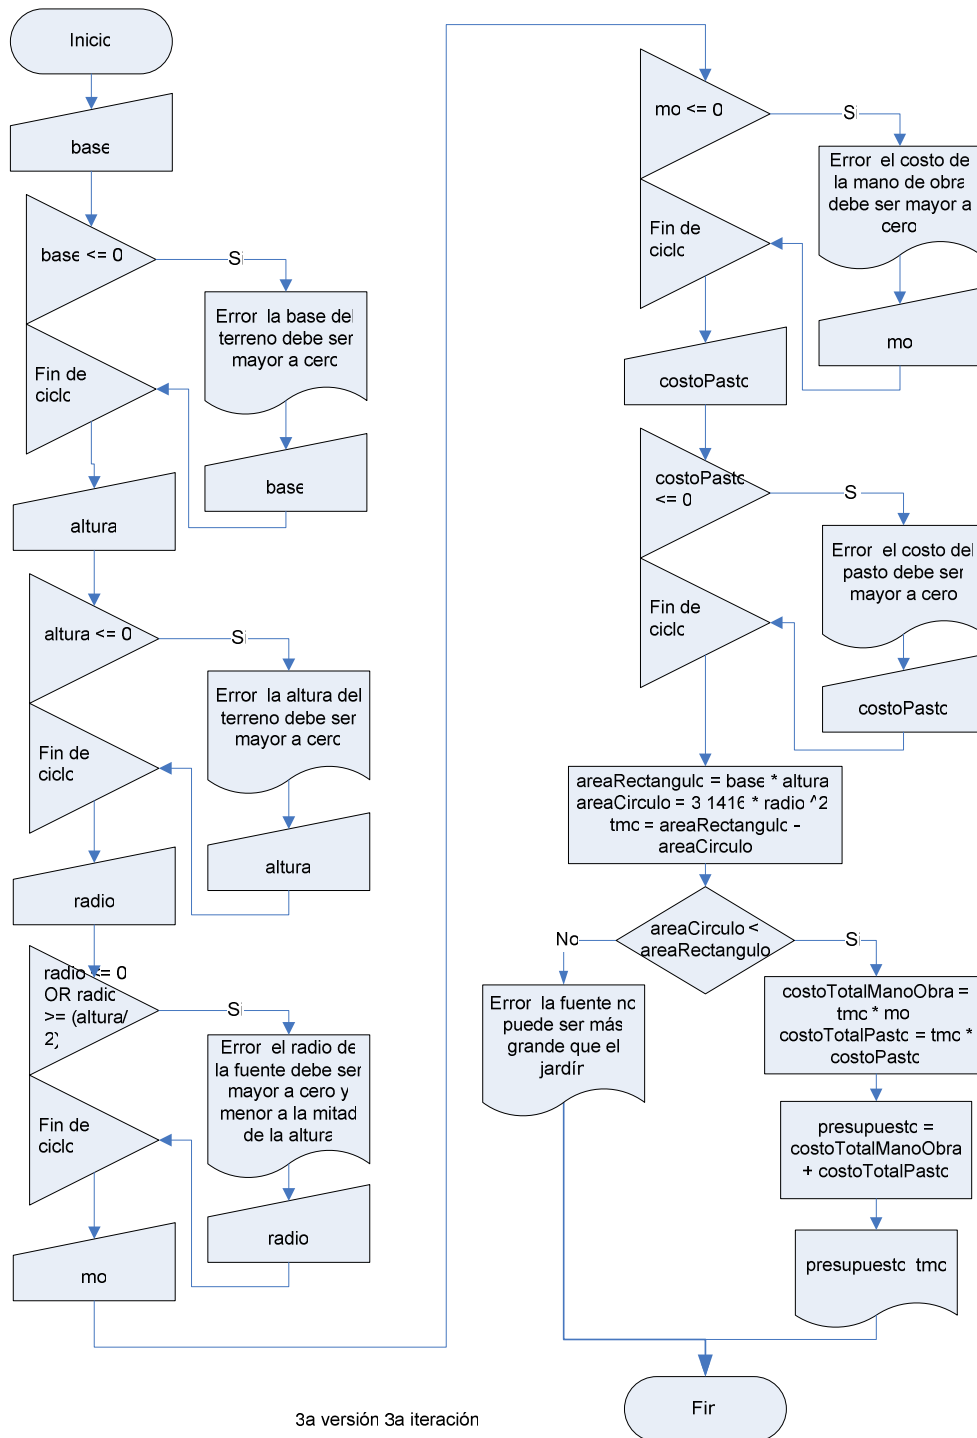 Inicio
base
base <= 0
Si
Error la base del
terreno debe ser
mayor a cero
Fin de
ciclo
base
altura
altura <= 0
Si
Error la altura del
terreno debe ser
mayor a cero
Fin de
ciclo
altura
radio
radio <= 0
OR radio
>= (altura/
2)
Si
Error el radio de
la fuente debe ser
mayor a cero y
menor a la mitad
de la altura
Fin de
ciclo
radio
mo
mo <= 0
Si
Error el costo de
la mano de obra
debe ser mayor a
cero
Fin de
ciclo
mo
costoPasto
costoPasto
<= 0
S
Error el costo del
pasto debe ser
mayor a cero
Fin de
ciclo
costoPasto
areaRectangulo = base * altura
areaCirculo = 3 1416 * radio ^2
tmc = areaRectangulo -
areaCirculo
areaCirculo <
areaRectangulo
No
Si
Error la fuente no
puede ser más
grande que el
jardín
costoTotalManoObra =
tmc * mo
costoTotalPasto = tmc *
costoPasto
presupuesto =
costoTotalManoObra
+ costoTotalPasto
presupuesto tmc
Fin
3a versión 3a iteración